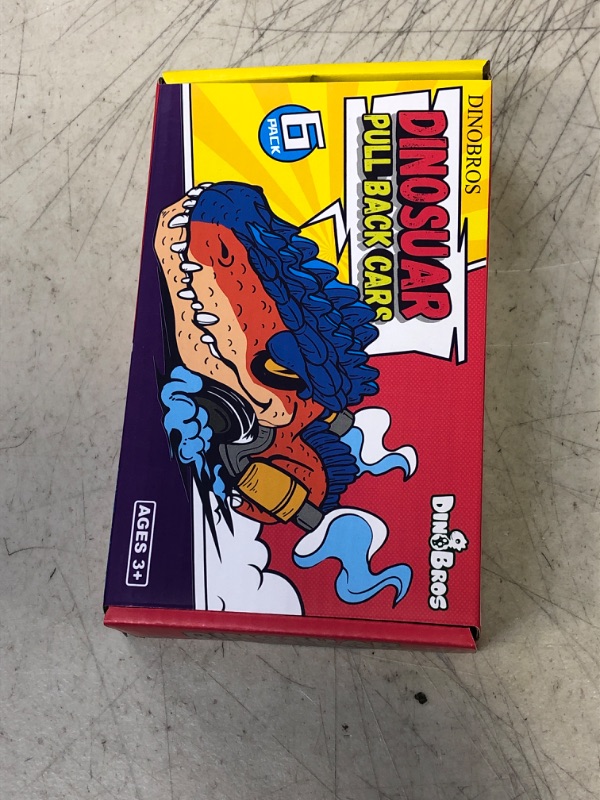 DINOBROS
DINOSUAR
PULL BACK CARS
6
PACK
DINOBROS
AGES 3+